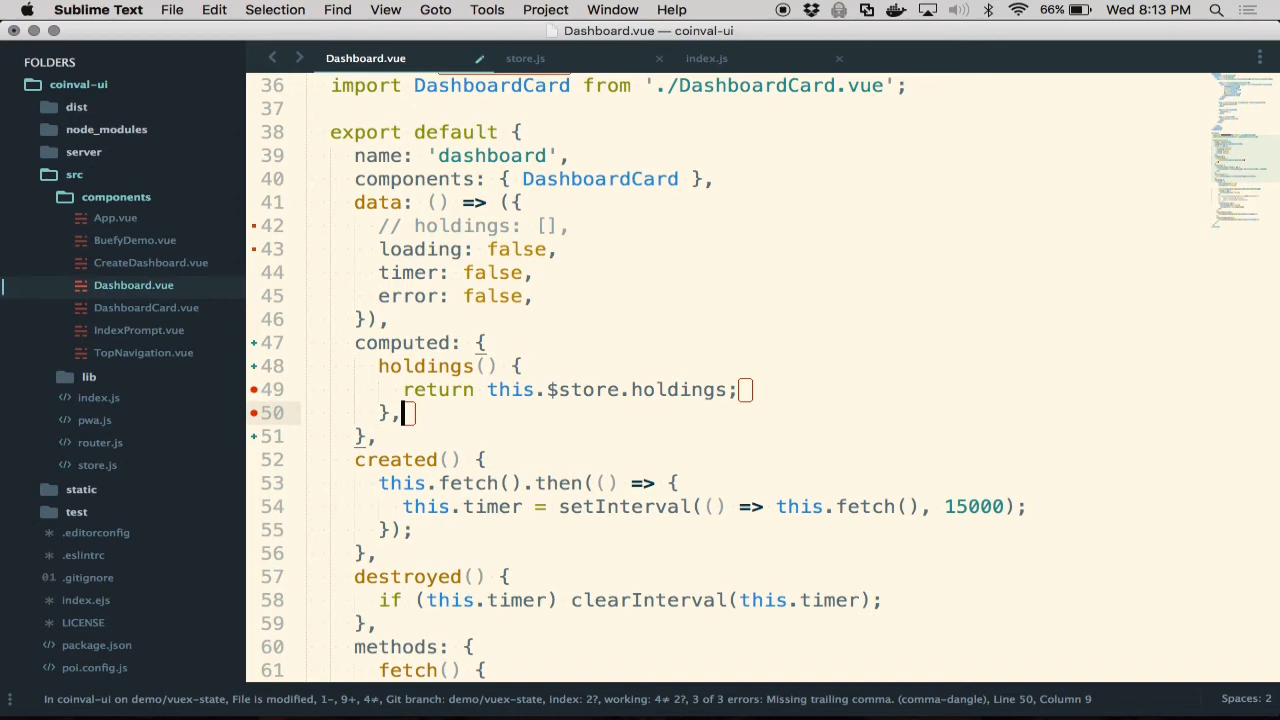 Sublime Text File Edit Selection Find View Goto Tools Project Window Help 66% Wed 8:13 PM
Dashboard.vue — coinval-ui
FOLDERS
coinval-ui
dist
node_modules
server
src
components
App.vue
BuefyDemo.vue
CreateDashboard.vue
Dashboard.vue
DashboardCard.vue
IndexPrompt.vue
TopNavigation.vue
lib
index.js
pwa.js
router.js
store.js
static
test
.editorconfig
.eslintrc
.gitignore
index.ejs
LICENSE
package.json
poi.config.js
Dashboard.vue store.js index.js
36 import DashboardCard from './DashboardCard.vue';
37
38 export default {
39 name: 'dashboard',
40 components: { DashboardCard },
41 data: () => ({
42 // holdings: [],
43 loading: false,
44 timer: false,
45 error: false,
46 }),
47 computed: {
48 holdings() {
49 return this.$store.holdings;
50 },
51 },
52 created() {
53 this.fetch().then(() => {
54 this.timer = setInterval(() => this.fetch(), 15000);
55 });
56 },
57 destroyed() {
58 if (this.timer) clearInterval(this.timer);
59 },
60 methods: {
61 fetch() {
In coinval-ui on demo/vuex-state, File is modified, 1-, 9+, 4≠, Git branch: demo/vuex-state, index: 2?, working: 4≠ 2?, 3 of 3 errors: Missing trailing comma. (comma-dangle), Line 50, Column 9 Spaces: 2